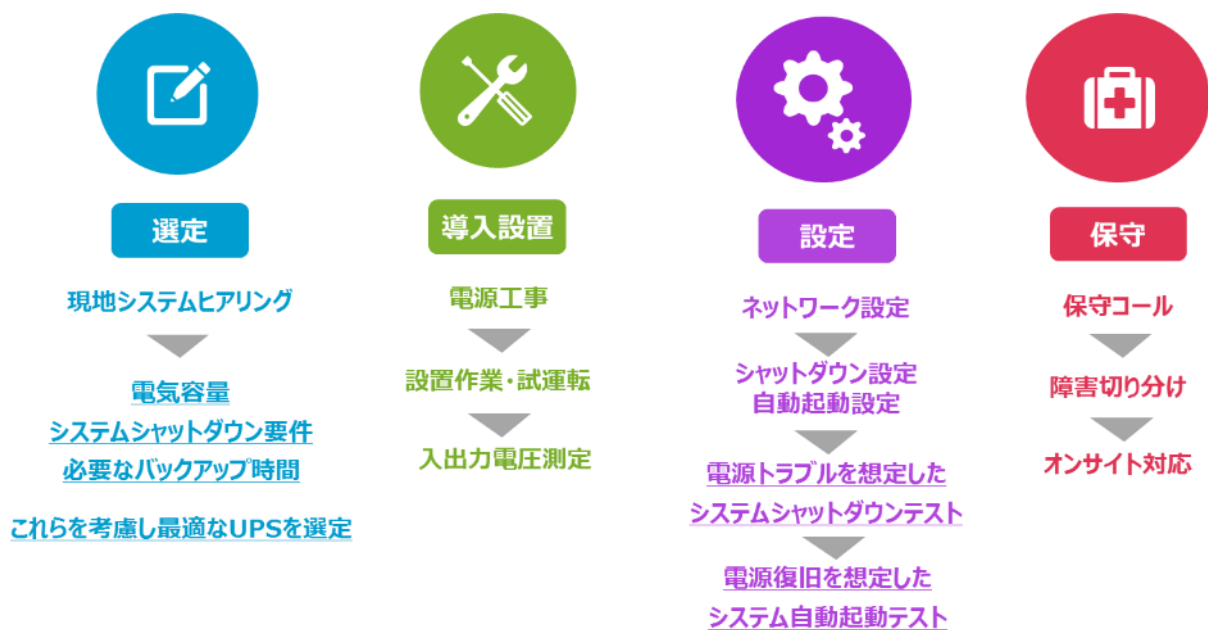 選定
現地システムヒアリング
電気容量
システムシャットダウン要件
必要なバックアップ時間
これらを考慮し最適なUPSを選定
導入設置
電源工事
設置作業・試運転
入出力電圧測定
設定
ネットワーク設定
シャットダウン設定
自動起動設定
電源トラブルを想定した
システムシャットダウンテスト
電源復旧を想定した
システム自動起動テスト
保守
保守コール
障害切り分け
オンサイト対応